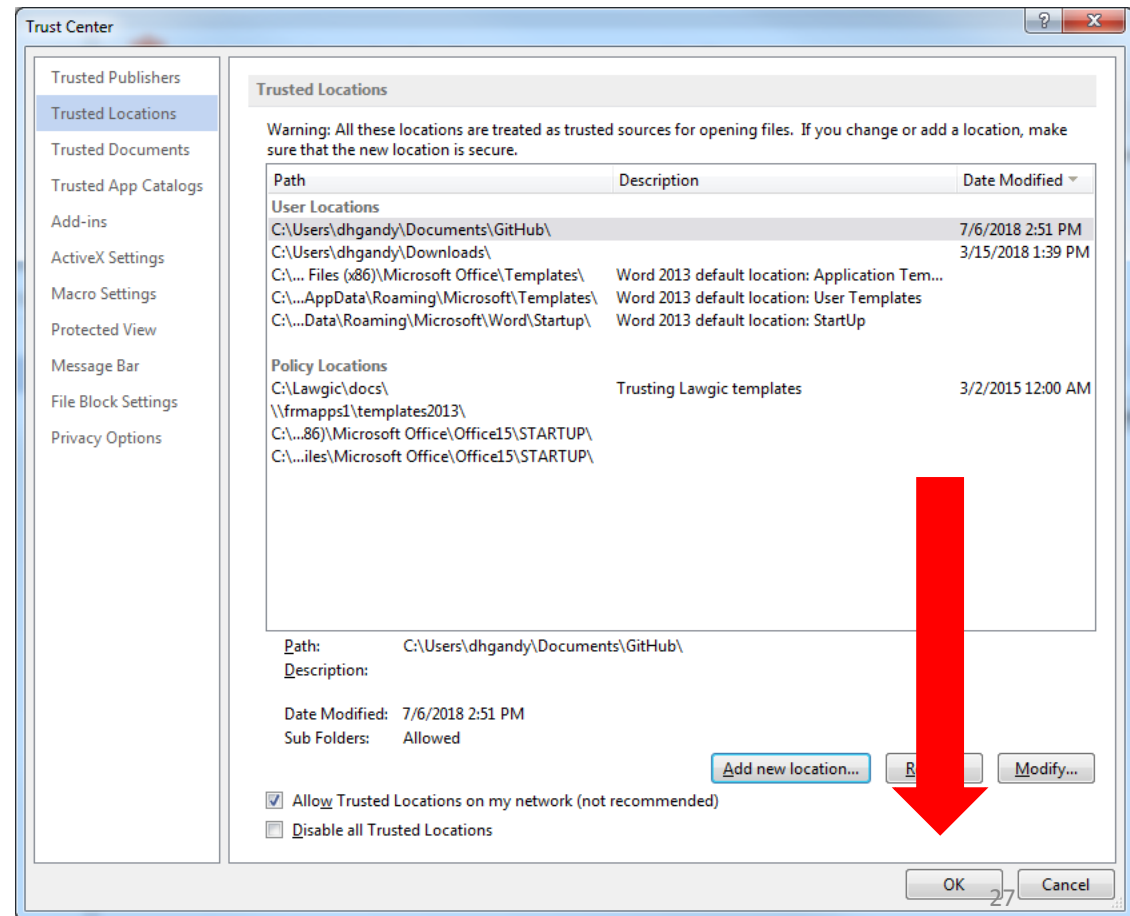 Trust Center
Trusted Publishers
Trusted Locations
Trusted Documents
Trusted App Catalogs
Add-ins
ActiveX Settings
Macro Settings
Protected View
Message Bar
File Block Settings
Privacy Options
Trusted Locations
Warning: All these locations are treated as trusted sources for opening files. If you change or add a location, make
sure that the new location is secure.
Path Description Date Modified
User Locations
C:\Users\dhgandy\Documents\GitHub\ 7/6/2018 2:51 PM
C:\Users\dhgandy\Downloads\ 3/15/2018 1:39 PM
C:\... Files (x86)\Microsoft Office\Templates\ Word 2013 default location: Application Tem...
C:\...AppData\Roaming\Microsoft\Templates\ Word 2013 default location: User Templates
C:\...Data\Roaming\Microsoft\Word\Startup\ Word 2013 default location: StartUp
Policy Locations
C:\Lawgic\docs\ Trusting Lawgic templates 3/2/2015 12:00 AM
\\frmapps1\templates2013\
C:\...86)\Microsoft Office\Office15\STARTUP\
C:\...iles\Microsoft Office\Office15\STARTUP\
Path: C:\Users\dhgandy\Documents\GitHub\
Description:
Date Modified: 7/6/2018 2:51 PM
Sub Folders: Allowed
Add new location... Modify...
Allow Trusted Locations on my network (not recommended)
Disable all Trusted Locations
OK Cancel
27